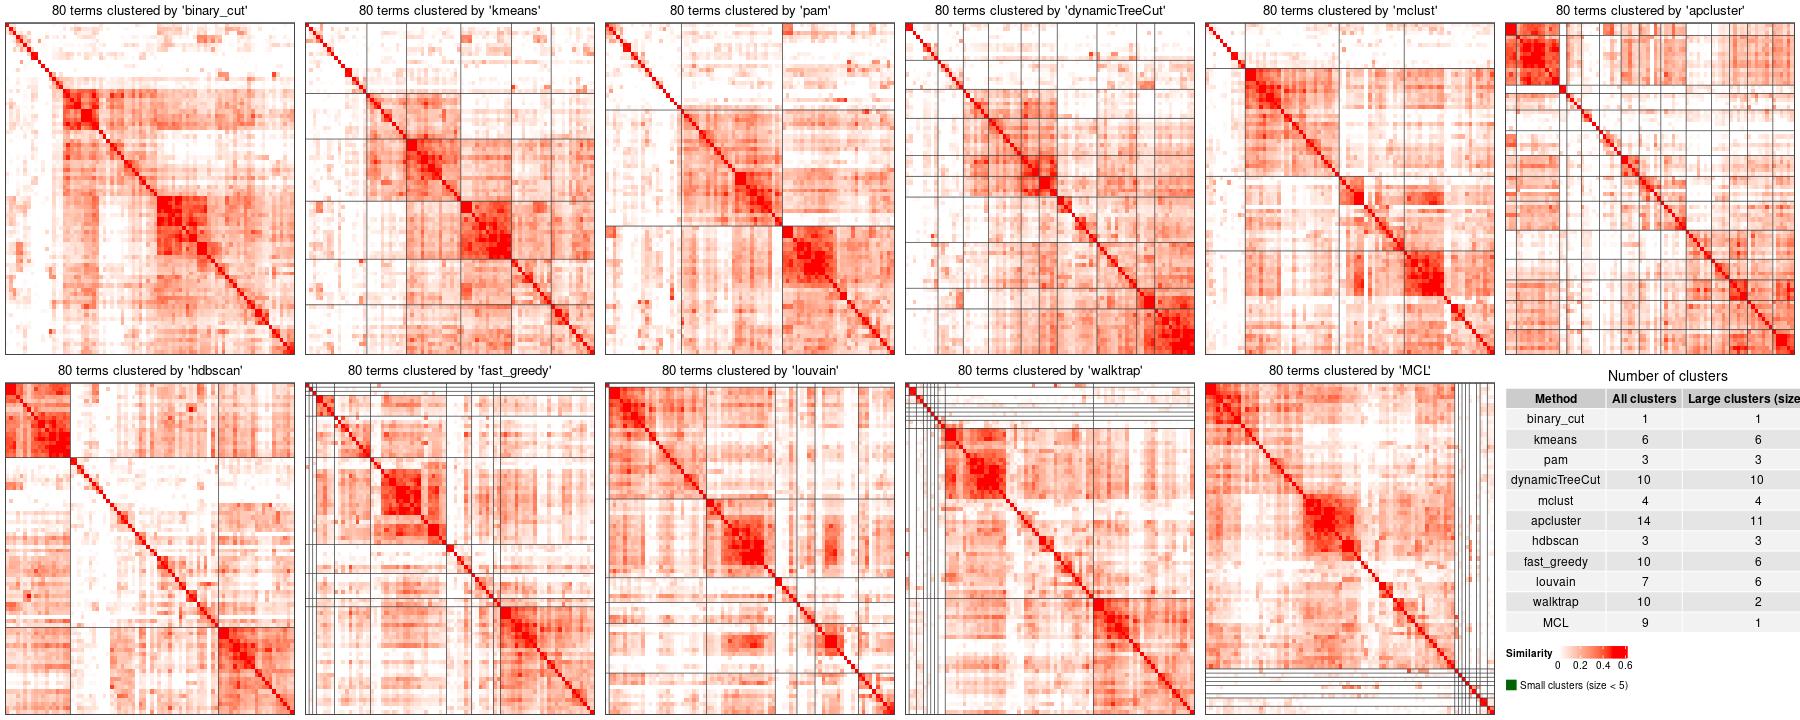 80 terms clustered by 'binary_cut'
80 terms clustered by 'kmeans'
80 terms clustered by 'pam'
80 terms clustered by 'dynamicTreeCut'
80 terms clustered by 'mclust'
80 terms clustered by 'apcluster'
80 terms clustered by 'hdbscan'
80 terms clustered by 'fast_greedy'
80 terms clustered by 'louvain'
80 terms clustered by 'walktrap'
80 terms clustered by 'MCL'
Number of clusters
Method All clusters Large clusters (size
binary_cut 1 1
kmeans 6 6
pam 3 3
dynamicTreeCut 10 10
mclust 4 4
apcluster 14 11
hdbscan 3 3
fast_greedy 10 6
louvain 7 6
walktrap 10 2
MCL 9 1
Similarity
0 0.2 0.4 0.6
Small clusters (size < 5)